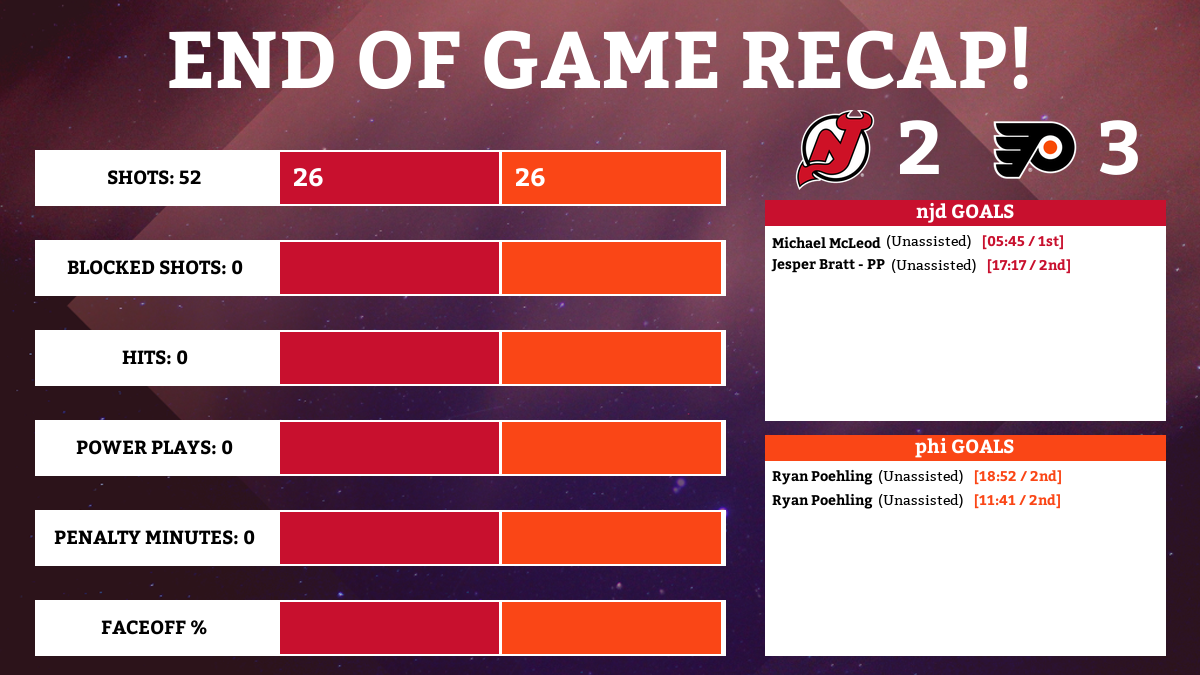 END OF GAME RECAP!
2 3
SHOTS: 52 26 26
BLOCKED SHOTS: 0
HITS: 0
POWER PLAYS: 0
PENALTY MINUTES: 0
FACEOFF %
njd GOALS
Michael McLeod (Unassisted) [05:45 / 1st]
Jesper Bratt - PP (Unassisted) [17:17 / 2nd]
phi GOALS
Ryan Poehling (Unassisted) [18:52 / 2nd]
Ryan Poehling (Unassisted) [11:41 / 2nd]